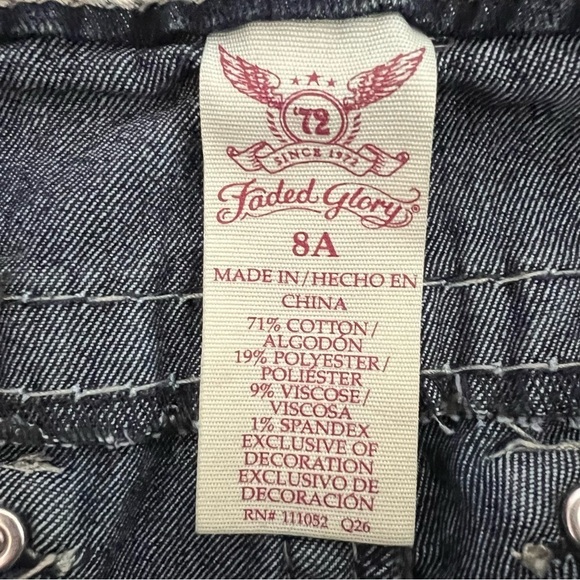 '72
SINCE 1972
Faded Glory®
8A
MADE IN/HECHO EN
CHINA
71% COTTON/
ALGODÓN
19% POLYESTER/
POLIÉSTER
9% VISCOSE/
VISCOSA
1% SPANDEX
EXCLUSIVE OF
DECORATION
EXCLUSIVO DE
DECORACIÓN
RN# 111052 Q26